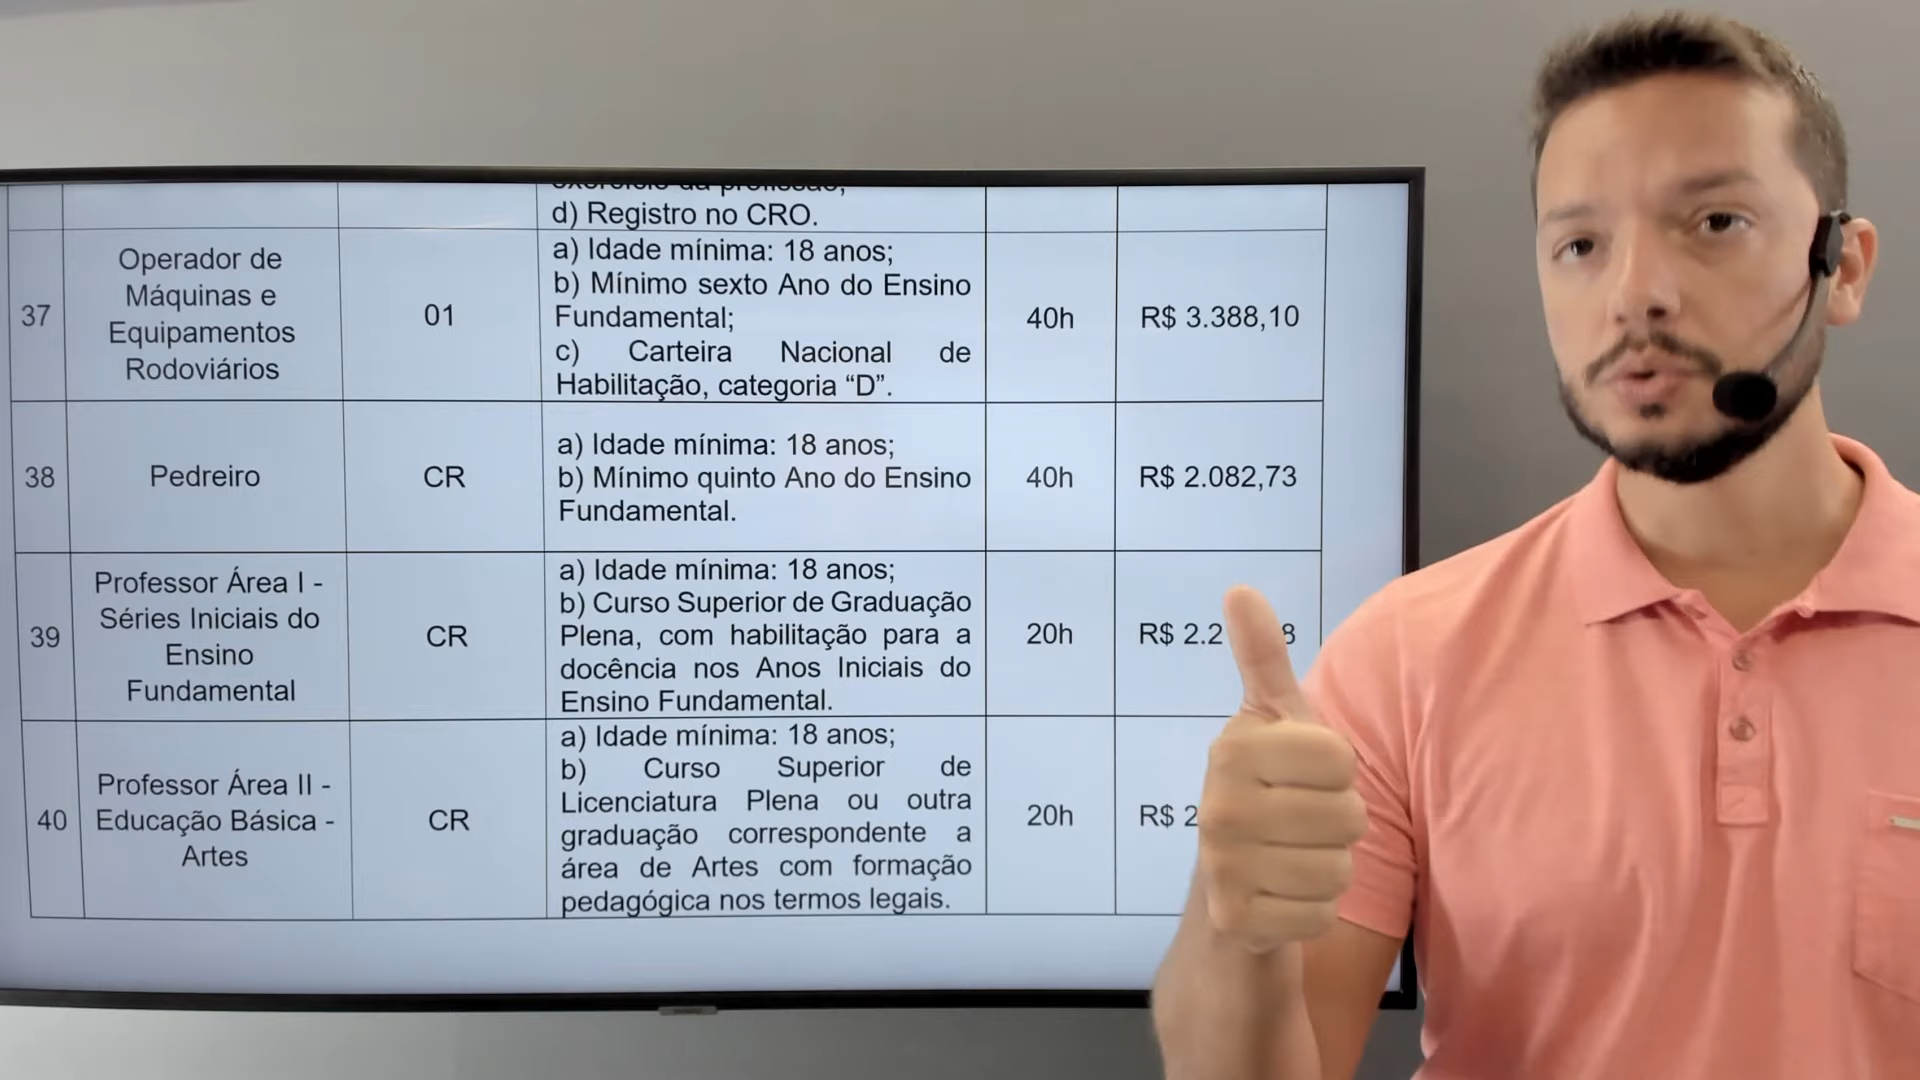 d) Registro no CRO.
37
Operador de
Máquinas e
Equipamentos
Rodoviários
01
a) Idade mínima: 18 anos;
b) Mínimo sexto Ano do Ensino
Fundamental;
c) Carteira Nacional de
Habilitação, categoria “D”.
40h
R$ 3.388,10
38
Pedreiro
CR
a) Idade mínima: 18 anos;
b) Mínimo quinto Ano do Ensino
Fundamental.
40h
R$ 2.082,73
39
Professor Área I -
Séries Iniciais do
Ensino
Fundamental
CR
a) Idade mínima: 18 anos;
b) Curso Superior de Graduação
Plena, com habilitação para a
docência nos Anos Iniciais do
Ensino Fundamental.
20h
R$ 2.2
40
Professor Área II -
Educação Básica -
Artes
CR
a) Idade mínima: 18 anos;
b) Curso Superior de
Licenciatura Plena ou outra
graduação correspondente a
área de Artes com formação
pedagógica nos termos legais.
20h
R$ 2